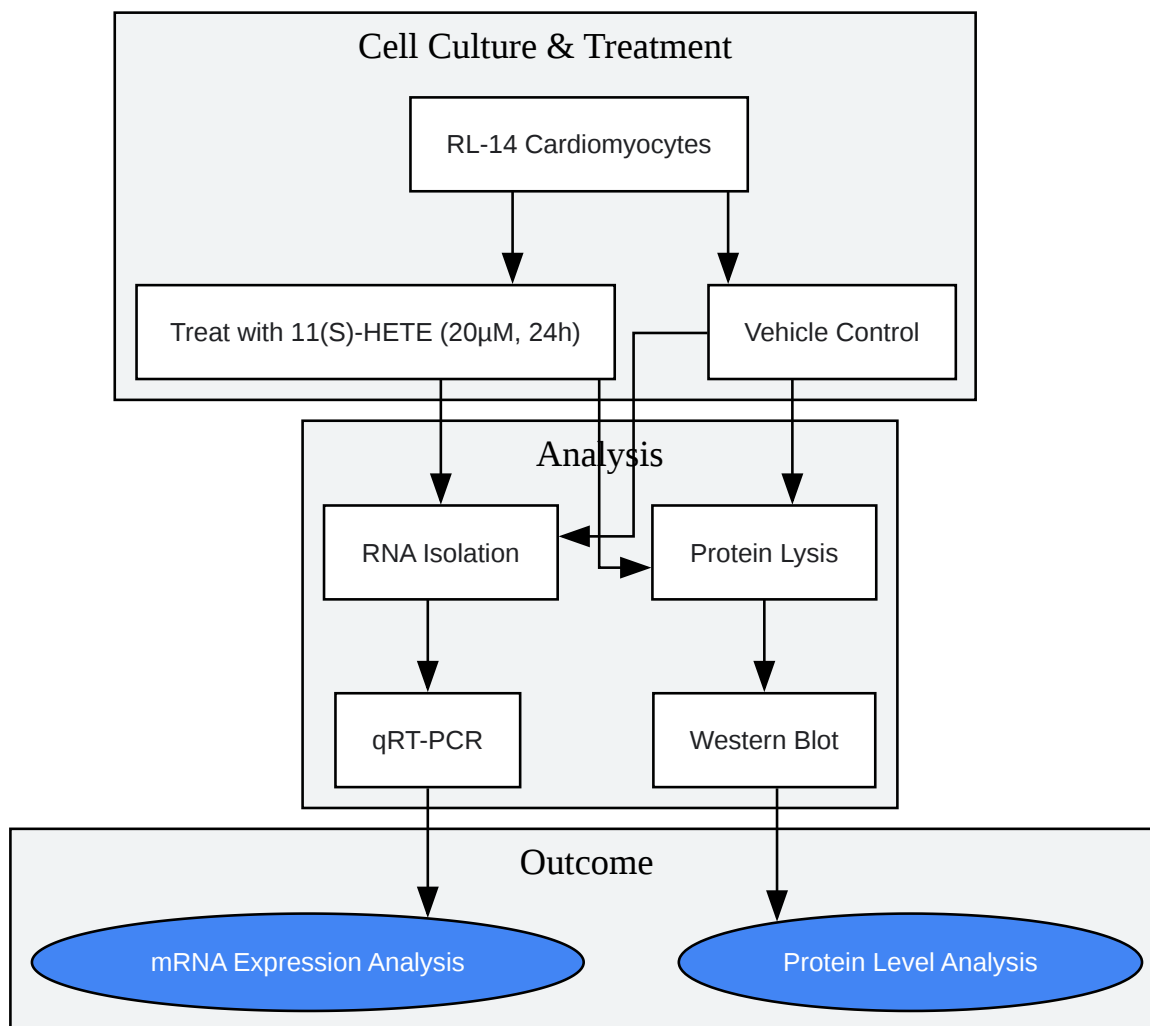 Cell Culture & Treatment
RL-14 Cardiomyocytes
Treat with 11(S)-HETE (20µM, 24h)
Vehicle Control
Analysis
RNA Isolation
Protein Lysis
qRT-PCR
Western Blot
Outcome
mRNA Expression Analysis
Protein Level Analysis